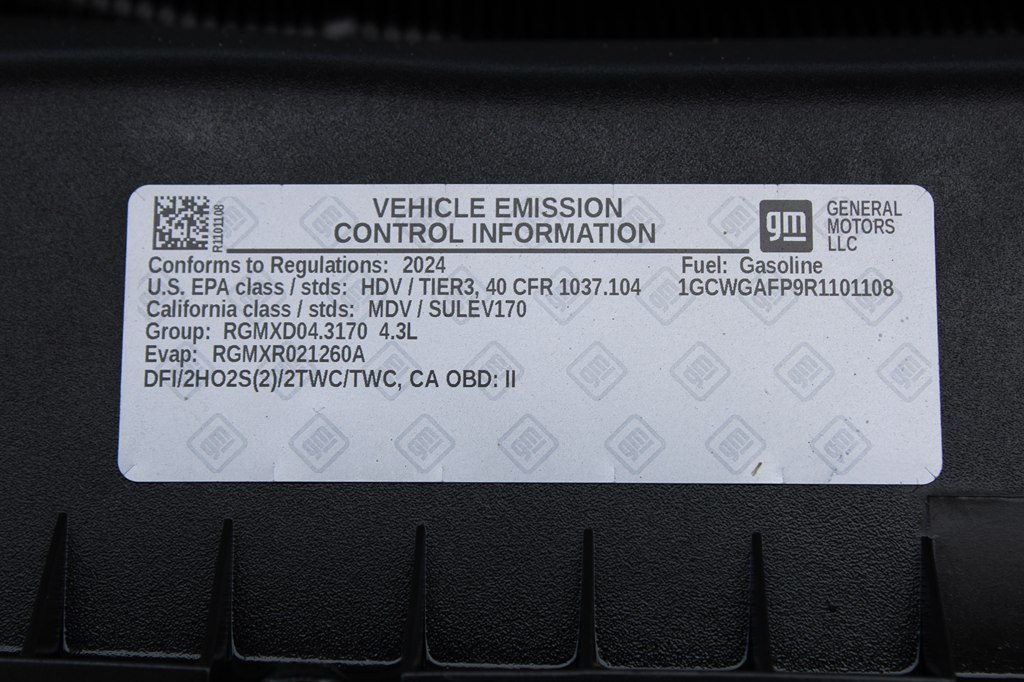 R1101108
VEHICLE EMISSION
CONTROL INFORMATION
gm
GENERAL
MOTORS
LLC
Conforms to Regulations: 2024
Fuel: Gasoline
U.S. EPA class / stds: HDV / TIER3, 40 CFR 1037.104
1GCWGAFP9R1101108
California class / stds: MDV / SULEV170
Group: RGMXD04.3170 4.3L
Evap: RGMXR021260A
DFI/2HO2S(2)/2TWC/TWC, CA OBD: II